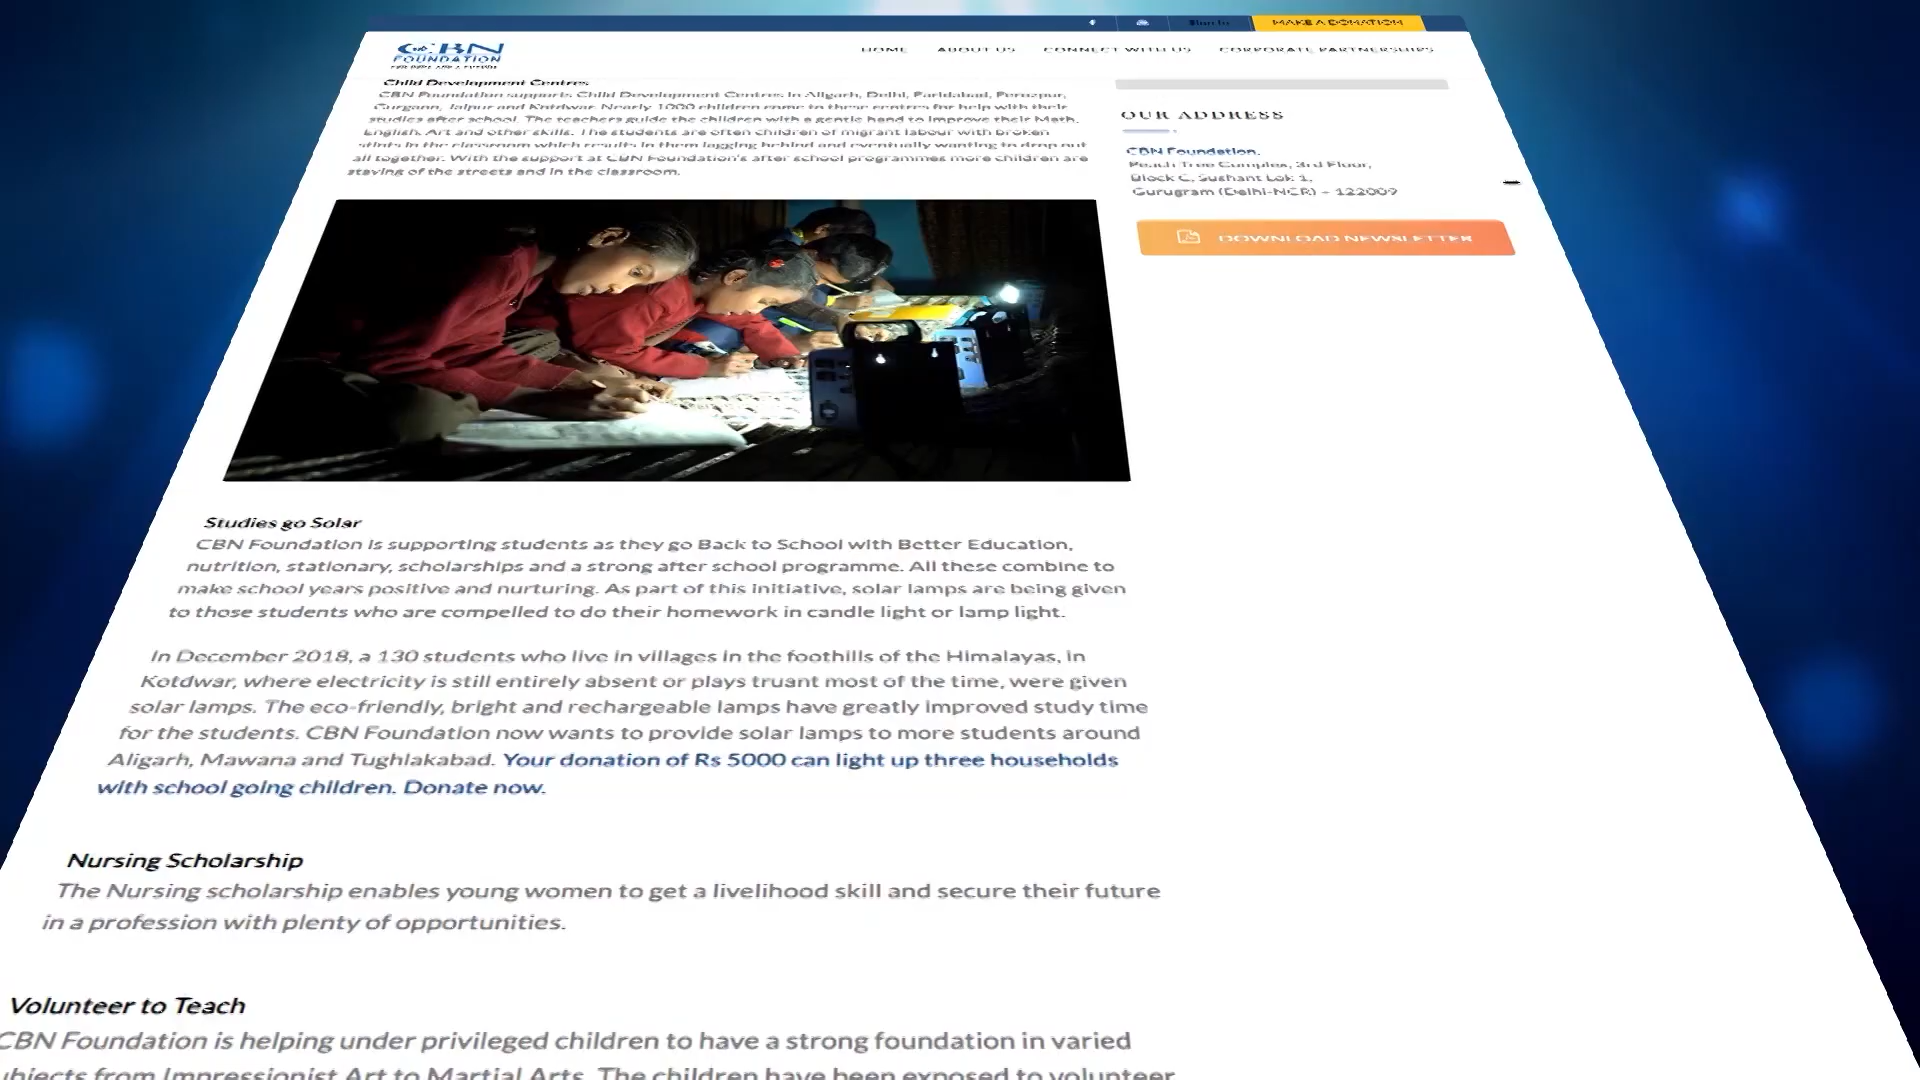 MAKE A DONATION
CBN
FOUNDATION
HOME ABOUT US CONNECT WITH US CORPORATE PARTNERSHIPS
Child Development Centres
CBN Foundation supports Child Development Centres in Aligarh, Delhi, Faridabad, Ferozpur,
Gurgaon, Jaipur and Kotdwar. Nearly 1000 children come to these centres for help with their
studies after school. The teachers guide the children with a gentle hand to improve their Math,
English, Art and other skills. The students are often children of migrant labour with broken
stints in the classroom which results in them lagging behind and eventually wanting to drop out
all together. With the support at CBN Foundation's after school programmes more children are
staying of the streets and in the classroom.
OUR ADDRESS
CBN Foundation,
Peach Tree Complex, 3rd Floor,
Block C, Sushant Lok 1,
Gurugram (Delhi-NCR) - 122009
DOWNLOAD NEWSLETTER
Studies go Solar
CBN Foundation is supporting students as they go Back to School with Better Education,
nutrition, stationary, scholarships and a strong after school programme. All these combine to
make school years positive and nurturing. As part of this initiative, solar lamps are being given
to those students who are compelled to do their homework in candle light or lamp light.
In December 2018, a 130 students who live in villages in the foothills of the Himalayas, in
Kotdwar, where electricity is still entirely absent or plays truant most of the time, were given
solar lamps. The eco-friendly, bright and rechargeable lamps have greatly improved study time
for the students. CBN Foundation now wants to provide solar lamps to more students around
Aligarh, Mawana and Tughlakabad. Your donation of Rs 5000 can light up three households
with school going children. Donate now.
Nursing Scholarship
The Nursing scholarship enables young women to get a livelihood skill and secure their future
in a profession with plenty of opportunities.
Volunteer to Teach
CBN Foundation is helping under privileged children to have a strong foundation in varied
from Impressionist Art to Martial Arts. The children have been exposed to volunteer